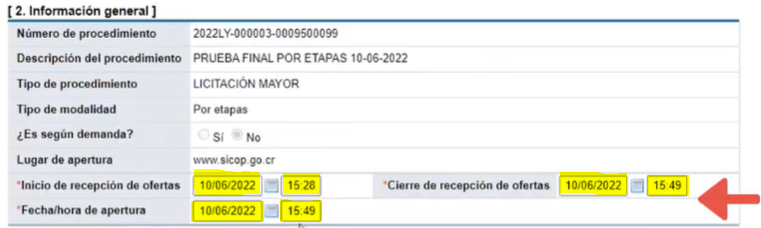 [ 2. Información general ]
Número de procedimiento 2022LY-000003-0009500099
Descripción del procedimiento PRUEBA FINAL POR ETAPAS 10-06-2022
Tipo de procedimiento LICITACIÓN MAYOR
Tipo de modalidad Por etapas
¿Es según demanda? Sí No
Lugar de apertura www.sicop.go.cr
*Inicio de recepción de ofertas 10/06/2022 15:28 *Cierre de recepción de ofertas 10/06/2022 15:49
*Fecha/hora de apertura 10/06/2022 15:49